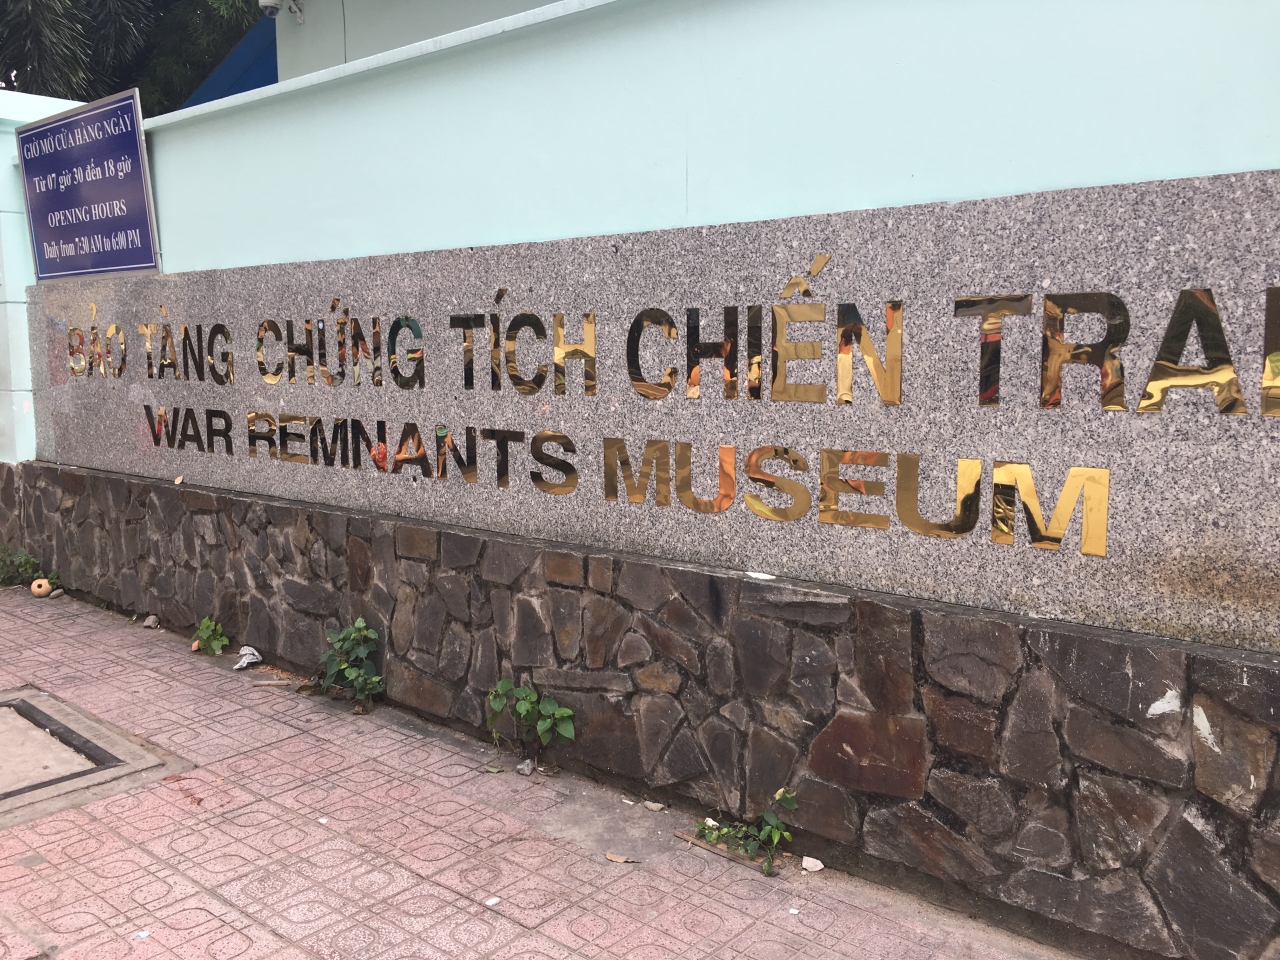 GIỜ MỞ CỬA HÀNG NGÀY
Từ 07 giờ 30 đến 18 giờ
OPENING HOURS
Daily from 7:30 AM to 6:00 PM
BẢO TÀNG CHỨNG TÍCH CHIẾN TRA
WAR REMNANTS MUSEUM